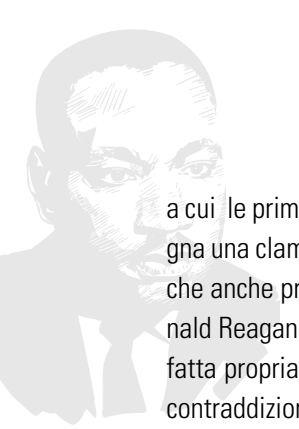 a cui le prim
gna una clam
che anche pr
nald Reagan
fatta propria
contraddizion